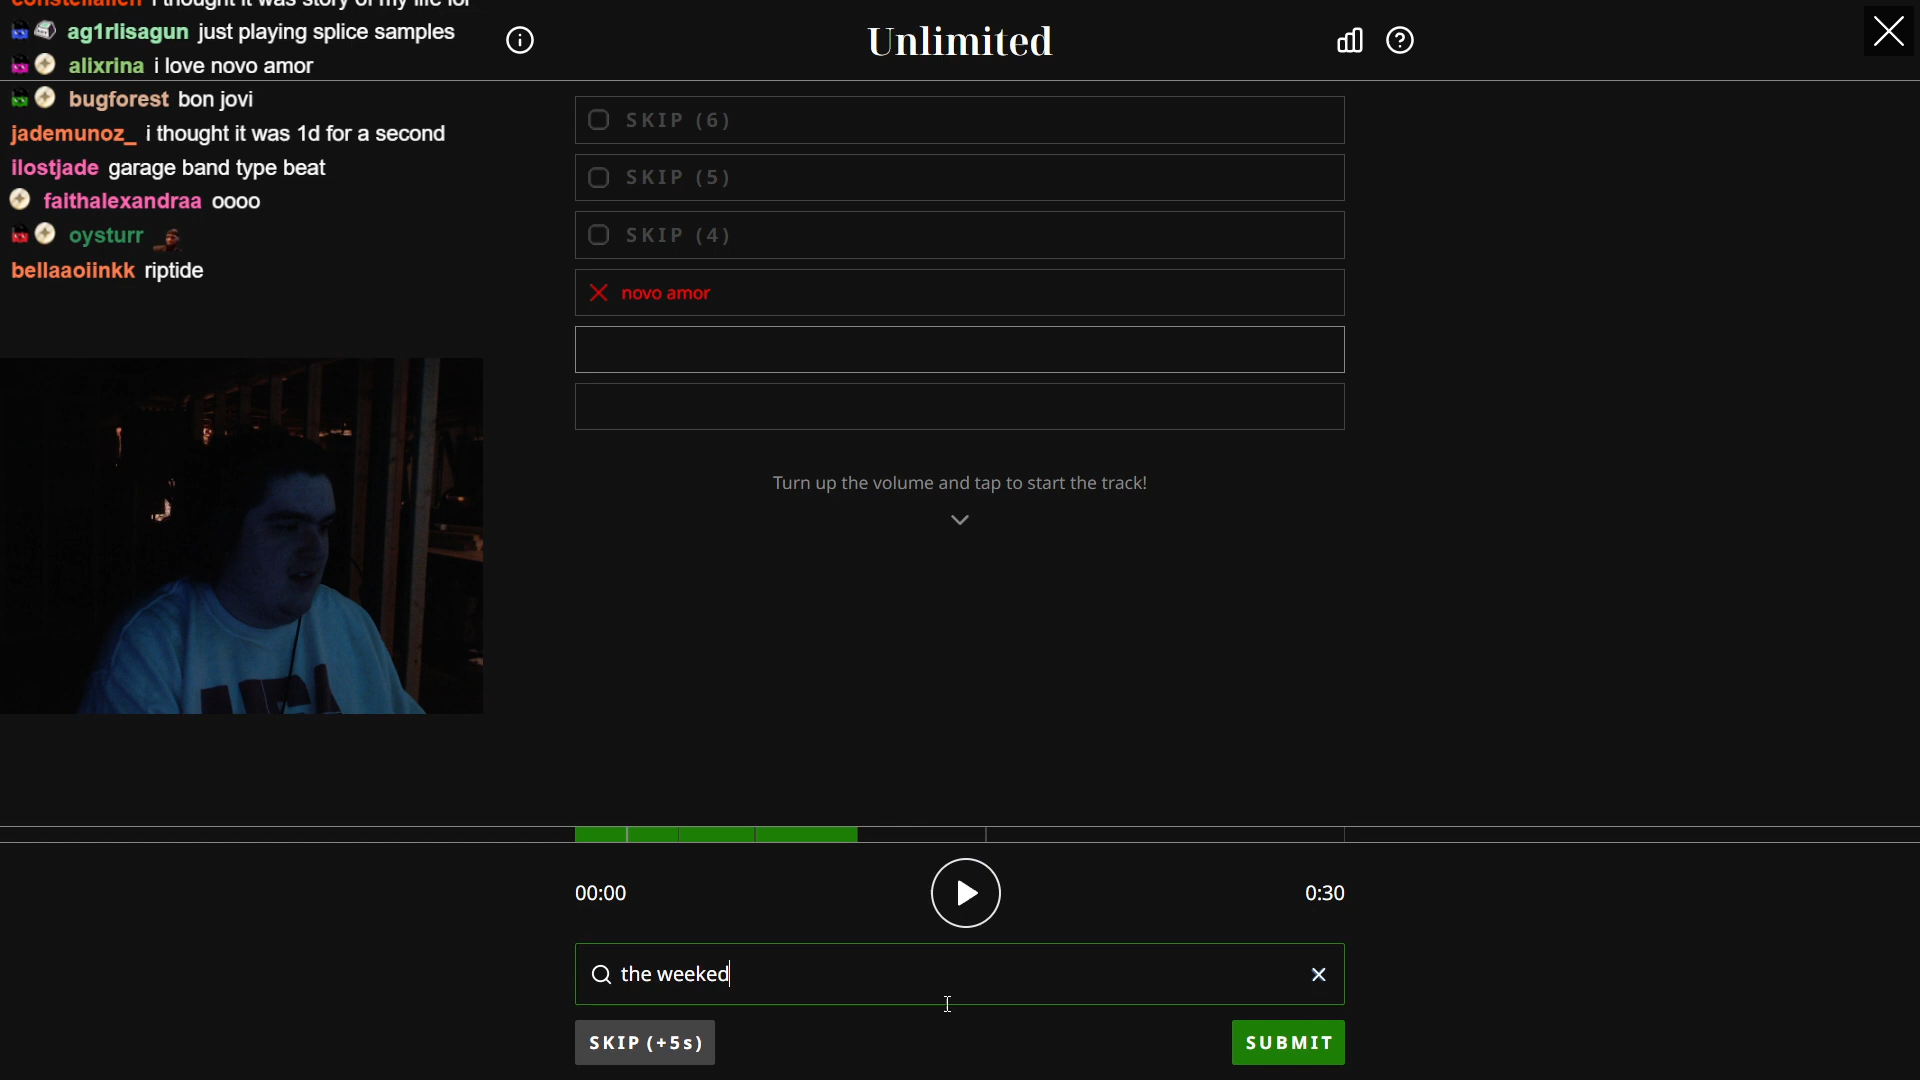 ag1rlisagun just playing splice samples
alixrina i love novo amor
bugforest bon jovi
jademunoz_ i thought it was 1d for a second
ilostjade garage band type beat
faithalexandraa oooo
oysturr
bellaaoiinkk riptide
Unlimited
SKIP (6)
SKIP (5)
SKIP (4)
novo amor
Turn up the volume and tap to start the track!
00:00
0:30
the weeked
SKIP (+5s)
SUBMIT